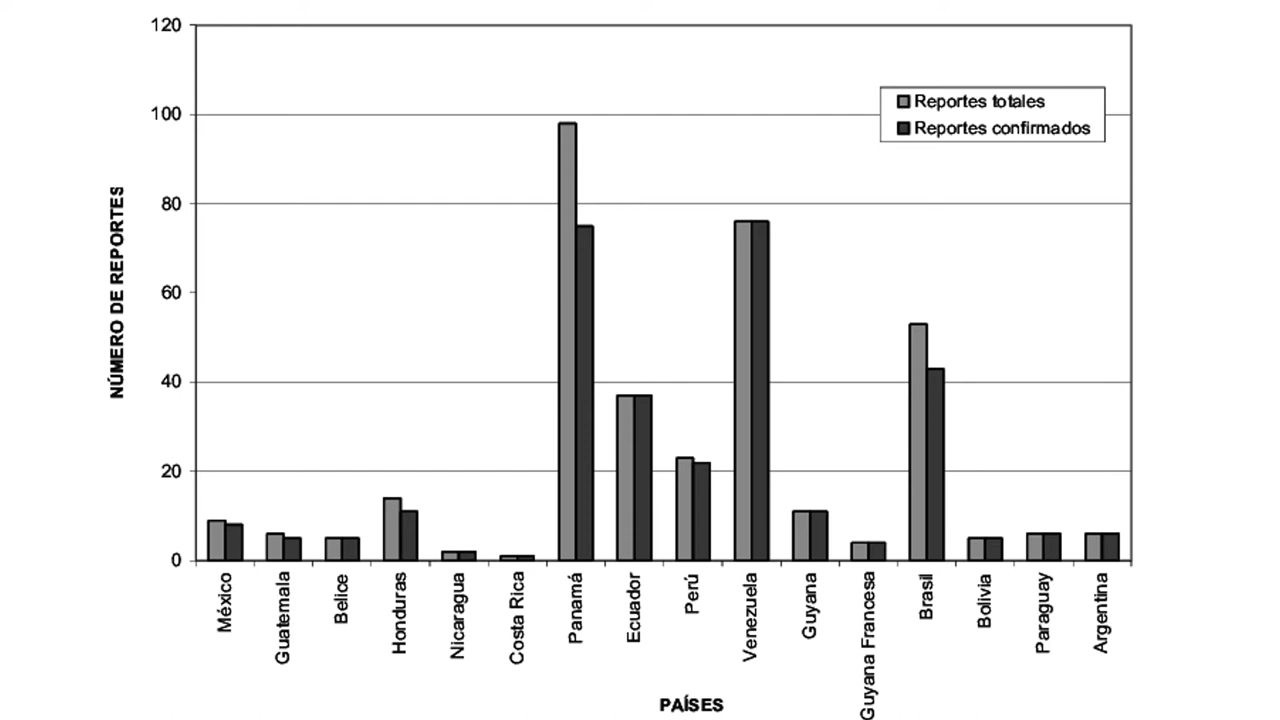 120
100
80
60
40
20
0
NÚMERO DE REPORTES
Reportes totales
Reportes confirmados
México
Guatemala
Belice
Honduras
Nicaragua
Costa Rica
Panamá
Ecuador
Perú
Venezuela
Guyana
Guyana Francesa
Brasil
Bolivia
Paraguay
Argentina
PAÍSES